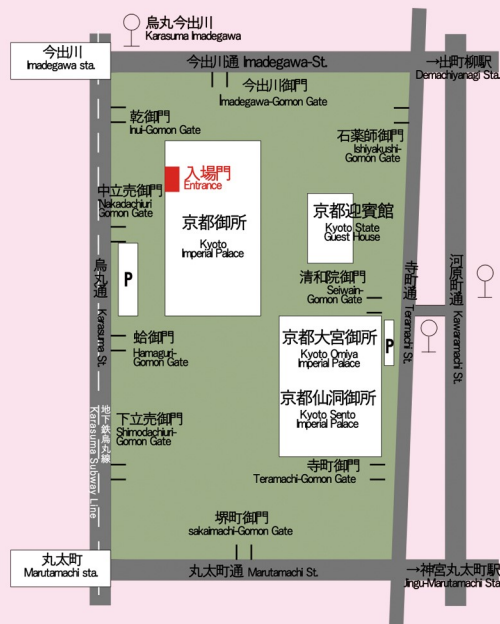 烏丸今出川
Karasuma Imadegawa
今出川
Imadegawa sta.
今出川通 Imadegawa-St.
→出町柳駅
Demachiyanagi Sta.
今出川御門
Imadegawa-Gomon Gate
乾御門
Inui-Gomon Gate
石薬師御門
Ishiyakushi-
Gomon Gate
入場門
Entrance
中立売御門
Nakadachiuri
Gomon Gate
京都御所
Kyoto
Imperial Palace
京都迎賓館
Kyoto State
Guest House
清和院御門
Seiwain-
Gomon Gate
烏丸通 Karasuma St.
P
寺町通 Teramachi St.
河原町通 Kawaramachi St.
蛤御門
Hamaguri-
Gomon Gate
京都大宮御所
Kyoto Omiya
Imperial Palace
P
京都仙洞御所
Kyoto Sento
Imperial Palace
下立売御門
Shimodachiuri-
Gomon Gate
地下鉄烏丸線
Karasuma Subway Line
寺町御門
Teramachi-Gomon Gate
堺町御門
sakaimachi-Gomon Gate
丸太町
Marutamachi sta.
丸太町通 Marutamachi St.
→神宮丸太町駅
Jingu-Marutamachi Sta